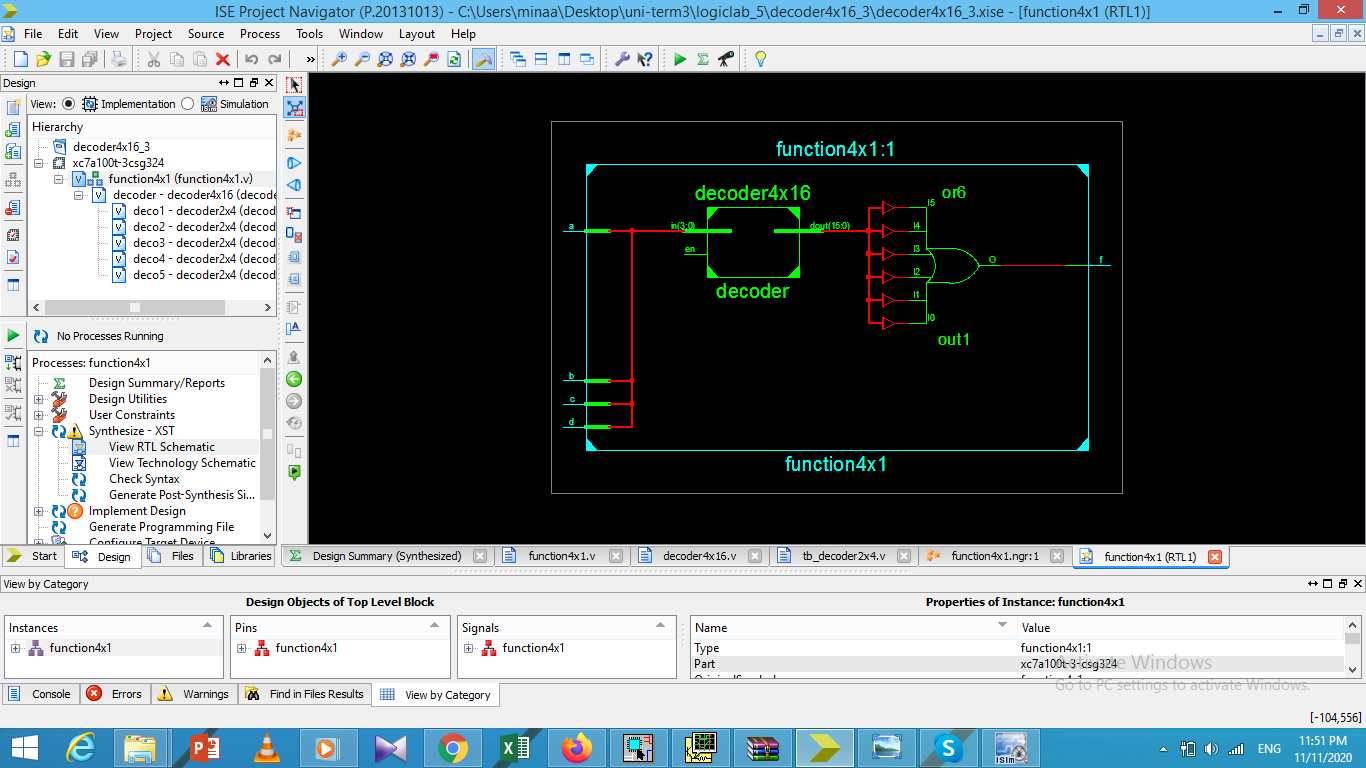 ISE Project Navigator (P.20131013) - C:\Users\minaa\Desktop\uni-term3\logiclab_5\decoder4x16_3\decoder4x16_3.xise - [function4x1 (RTL1)]
File Edit View Project Source Process Tools Window Layout Help
Design
View: Implementation Simulation
Hierarchy
decoder4x16_3
xc7a100t-3csg324
function4x1 (function4x1.v)
decoder - decoder4x16 (decode
deco1 - decoder2x4 (decod
deco2 - decoder2x4 (decod
deco3 - decoder2x4 (decod
deco4 - decoder2x4 (decod
deco5 - decoder2x4 (decod
No Processes Running
Processes: function4x1
Design Summary/Reports
Design Utilities
User Constraints
Synthesize - XST
View RTL Schematic
View Technology Schematic
Check Syntax
Generate Post-Synthesis Si...
Implement Design
Generate Programming File
Configure Target Device
Start Design Files Libraries
function4x1:1
decoder4x16
or6
a
in(3:0)
dout(15:0)
en
decoder
I5
I4
I3
I2
I1
I0
O
f
out1
b
c
d
function4x1
Design Summary (Synthesized) function4x1.v decoder4x16.v tb_decoder2x4.v function4x1.ngr:1 function4x1 (RTL1)
View by Category
Design Objects of Top Level Block
Properties of Instance: function4x1
Instances Pins Signals Name Value
function4x1 function4x1 function4x1 Type function4x1:1
Part xc7a100t-3-csg324
Activate Windows
Go to PC settings to activate Windows.
Console Errors Warnings Find in Files Results View by Category
[-104,556]
ENG
11:51 PM
11/11/2020